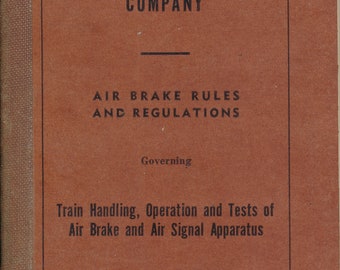 COMPANY
AIR BRAKE RULES
AND REGULATIONS
Governing
Train Handling, Operation and Tests of
Air Brake and Air Signal Apparatus